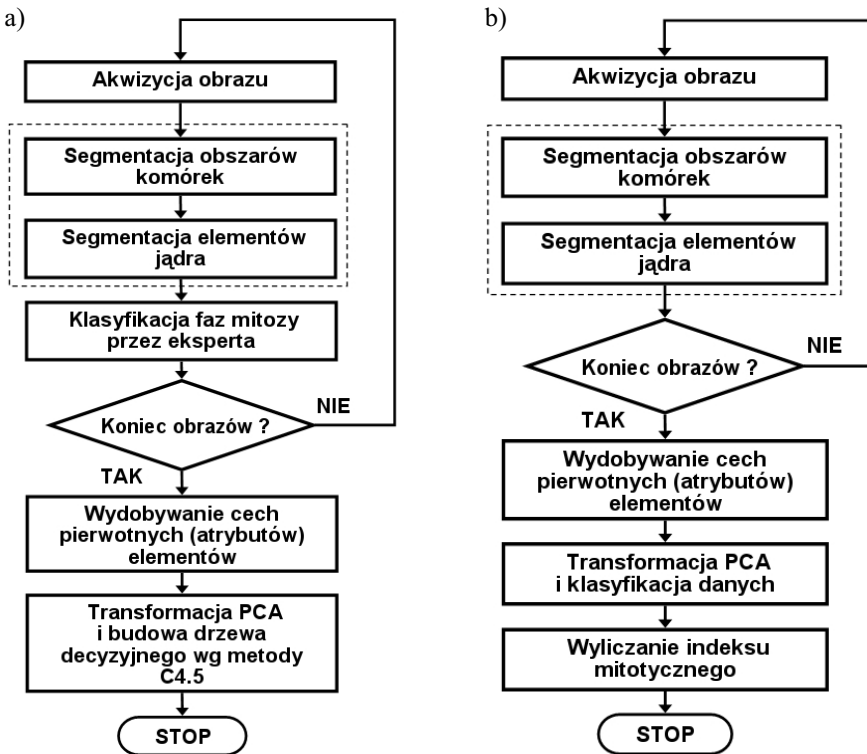 a)
Akwizycja obrazu
Segmentacja obszarów
komórek
Segmentacja elementów
jądra
Klasyfikacja faz mitozy
przez eksperta
Koniec obrazów ?
NIE
TAK
Wydobywanie cech
pierwotnych (atrybutów)
elementów
Transformacja PCA
i budowa drzewa
decyzyjnego wg metody
C4.5
STOP
b)
Akwizycja obrazu
Segmentacja obszarów
komórek
Segmentacja elementów
jądra
Koniec obrazów ?
NIE
TAK
Wydobywanie cech
pierwotnych (atrybutów)
elementów
Transformacja PCA
i klasyfikacja danych
Wyliczanie indeksu
mitotycznego
STOP